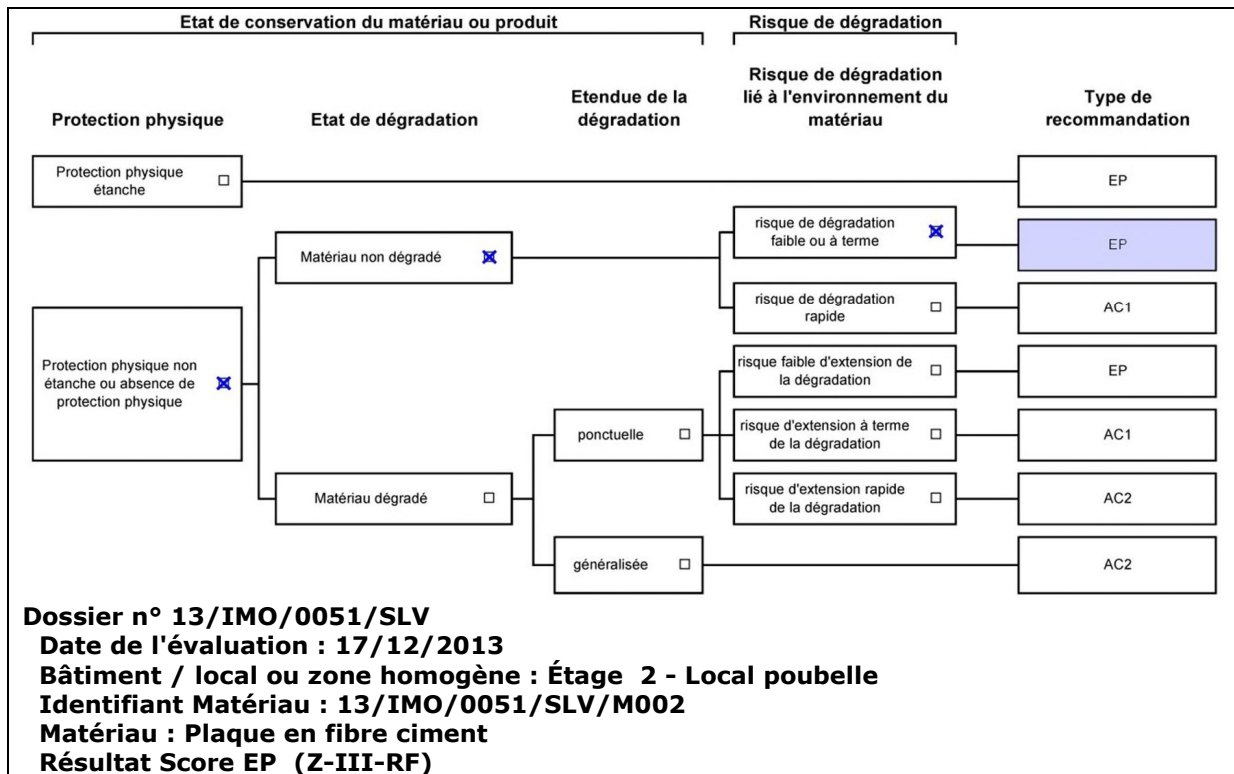 Etat de conservation du matériau ou produit
Risque de dégradation
Protection physique
Etat de dégradation
Etendue de la
dégradation
Risque de dégradation
lié à l'environnement du
matériau
Type de
recommandation
Protection physique
étanche
EP
risque de dégradation
faible ou à terme
EP
Matériau non dégradé
risque de dégradation
rapide
AC1
Protection physique non
étanche ou absence de
protection physique
risque faible d'extension de
la dégradation
EP
ponctuelle
risque d'extension à terme
de la dégradation
AC1
Matériau dégradé
risque d'extension rapide
de la dégradation
AC2
généralisée
AC2
Dossier n° 13/IMO/0051/SLV
Date de l'évaluation : 17/12/2013
Bâtiment / local ou zone homogène : Étage 2 - Local poubelle
Identifiant Matériau : 13/IMO/0051/SLV/M002
Matériau : Plaque en fibre ciment
Résultat Score EP (Z-III-RF)